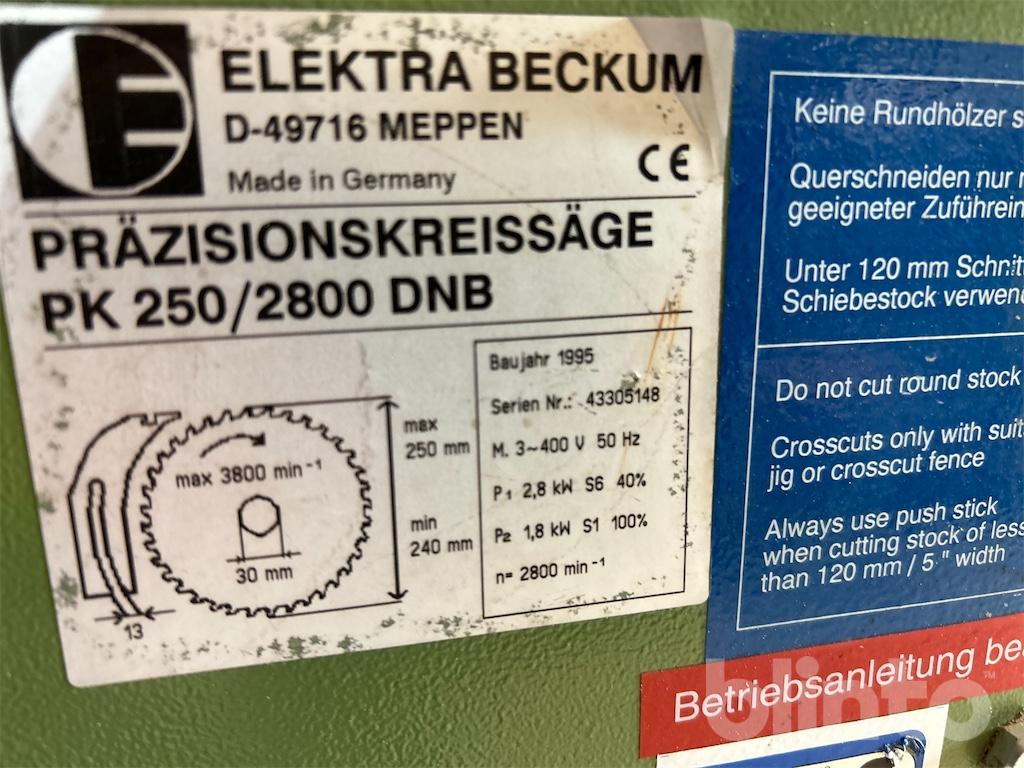 ELEKTRA BECKUM
D-49716 MEPPEN
Made in Germany
CE
PRÄZISIONSKREISSÄGE
PK 250/2800 DNB
max 3800 min⁻¹
30 mm
13
max
250 mm
min
240 mm
Baujahr 1995
Serien Nr.: 43305148
M. 3~400 V 50 Hz
P1 2,8 kW S6 40%
P2 1,8 kW S1 100%
n= 2800 min⁻¹
Keine Rundhölzer
Querschneiden nur
geeigneter
Unter 120 mm
Schiebestock
Do not cut round stock
Crosscuts only with
jig or crosscut fence
Always use push stick
when cutting stock of
than 120 mm / 5 " width
Betriebsanleitung
blinto™